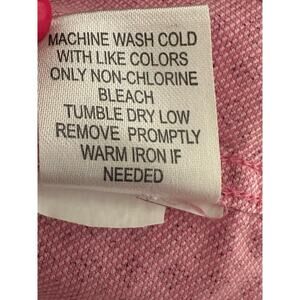 MACHINE WASH COLD
WITH LIKE COLORS
ONLY NON-CHLORINE
BLEACH
TUMBLE DRY LOW
REMOVE PROMPTLY
WARM IRON IF
NEEDED